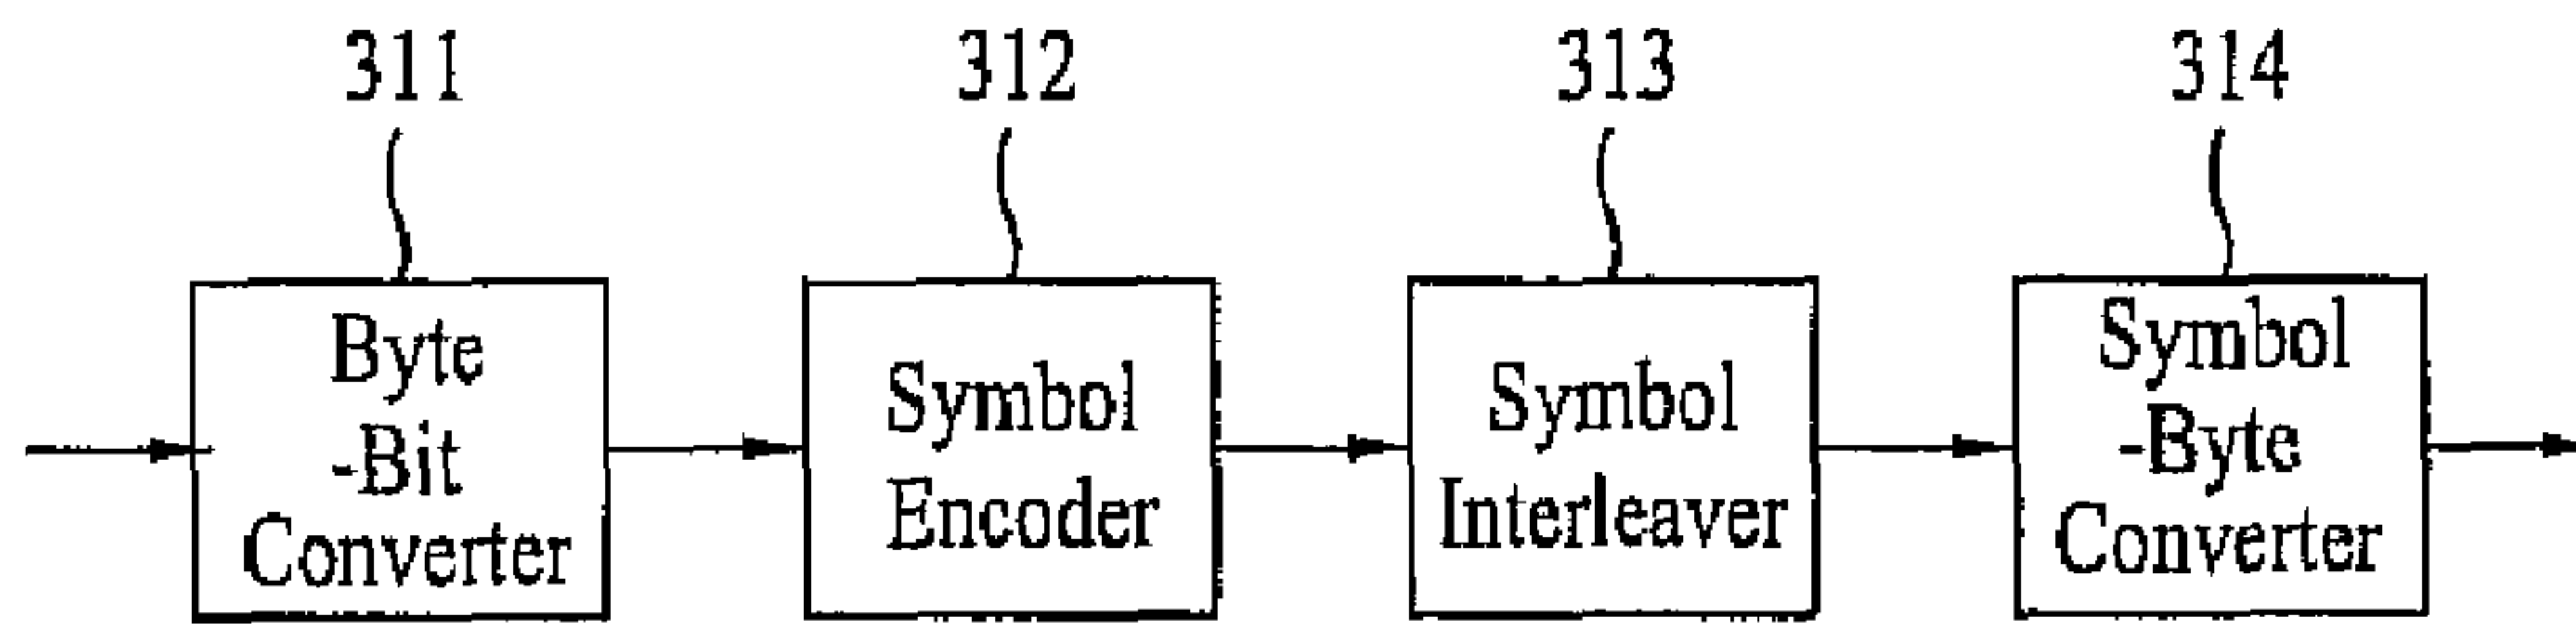 311
312
313
314
Byte
-Bit
Converter
Symbol
Encoder
Symbol
Interleaver
Symbol
-Byte
Converter